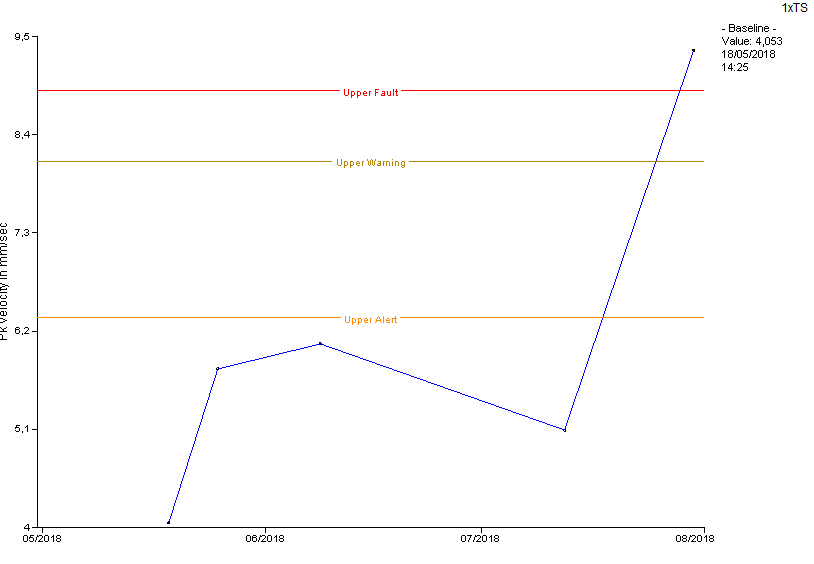 1xTS
- Baseline -
Value: 4,053
18/05/2018
14:25
9,5
Upper Fault
8,4
Upper Warning
7,3
Pk Velocity in mm/sec
Upper Alert
6,2
5,1
4
05/2018 06/2018 07/2018 08/2018